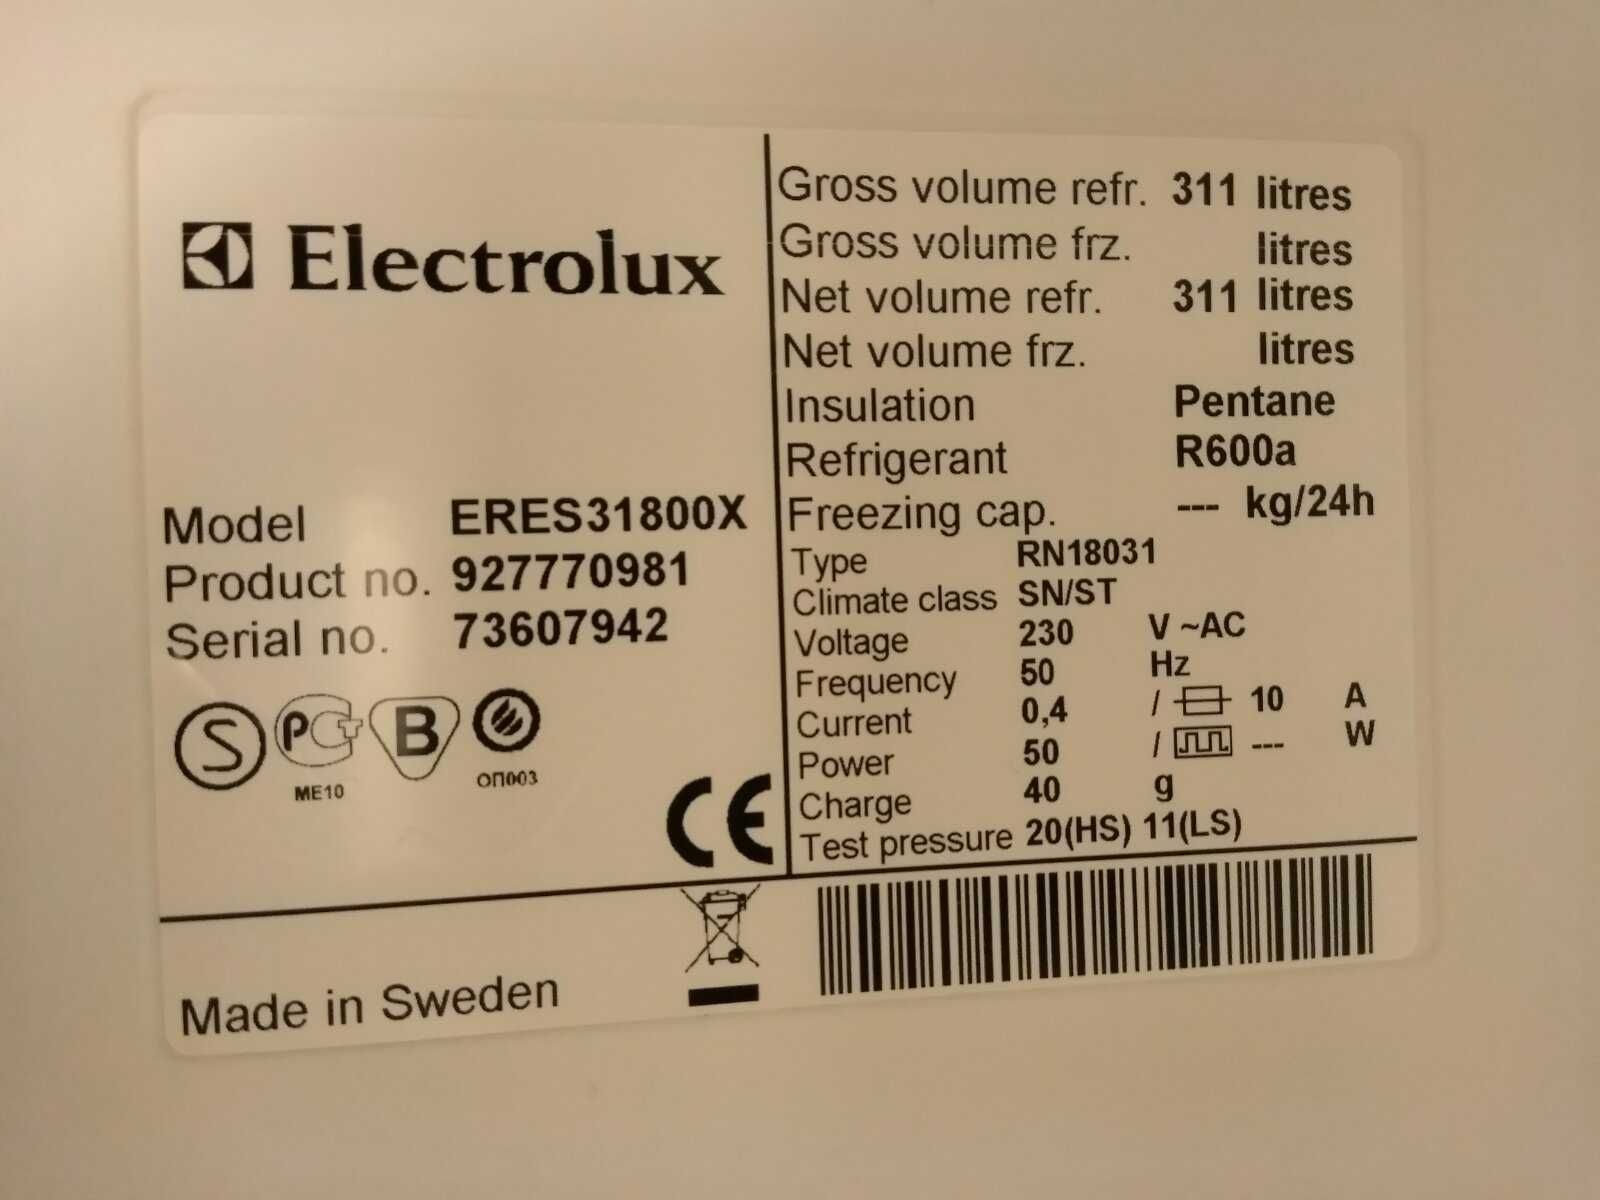 Electrolux
Model ERES31800X
Product no. 927770981
Serial no. 73607942
S РСТ B
ME10 ОП003
CE
Gross volume refr. 311 litres
Gross volume frz. litres
Net volume refr. 311 litres
Net volume frz. litres
Insulation Pentane
Refrigerant R600a
Freezing cap. --- kg/24h
Type RN18031
Climate class SN/ST
Voltage 230 V ~AC
Frequency 50 Hz
Current 0,4 / 10 A
Power 50 / --- W
Charge 40 g
Test pressure 20(HS) 11(LS)
Made in Sweden